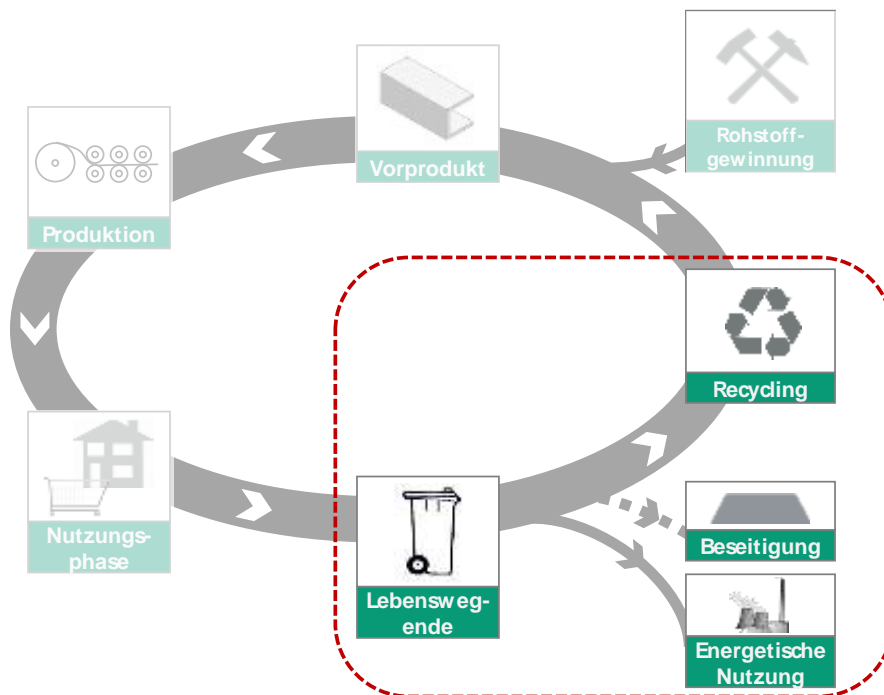 Rohstoff-
gewinnung
Vorprodukt
Produktion
Recycling
Nutzungs-
phase
Lebensweg-
ende
Beseitigung
Energetische
Nutzung